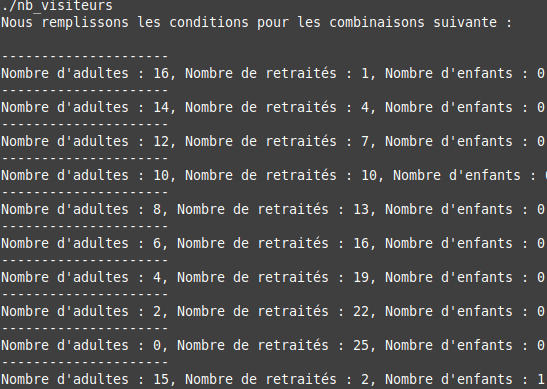 ./nb_visiteurs
Nous remplissons les conditions pour les combinaisons suivante :
---------------------
Nombre d'adultes : 16, Nombre de retraités : 1, Nombre d'enfants : 0
---------------------
Nombre d'adultes : 14, Nombre de retraités : 4, Nombre d'enfants : 0
---------------------
Nombre d'adultes : 12, Nombre de retraités : 7, Nombre d'enfants : 0
---------------------
Nombre d'adultes : 10, Nombre de retraités : 10, Nombre d'enfants :
---------------------
Nombre d'adultes : 8, Nombre de retraités : 13, Nombre d'enfants : 0
---------------------
Nombre d'adultes : 6, Nombre de retraités : 16, Nombre d'enfants : 0
---------------------
Nombre d'adultes : 4, Nombre de retraités : 19, Nombre d'enfants : 0
---------------------
Nombre d'adultes : 2, Nombre de retraités : 22, Nombre d'enfants : 0
---------------------
Nombre d'adultes : 0, Nombre de retraités : 25, Nombre d'enfants : 0
---------------------
Nombre d'adultes : 15, Nombre de retraités : 2, Nombre d'enfants : 1